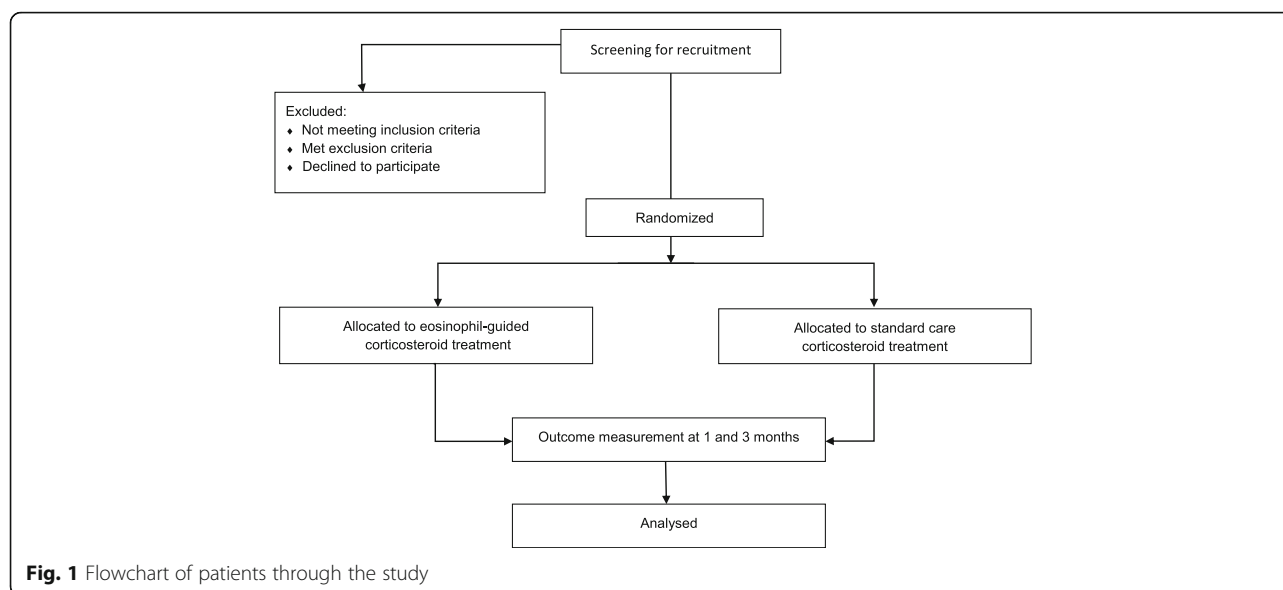 Screening for recruitment
Excluded:
♦ Not meeting inclusion criteria
♦ Met exclusion criteria
♦ Declined to participate
Randomized
Allocated to eosinophil-guided
corticosteroid treatment
Allocated to standard care
corticosteroid treatment
Outcome measurement at 1 and 3 months
Analysed
Fig. 1 Flowchart of patients through the study